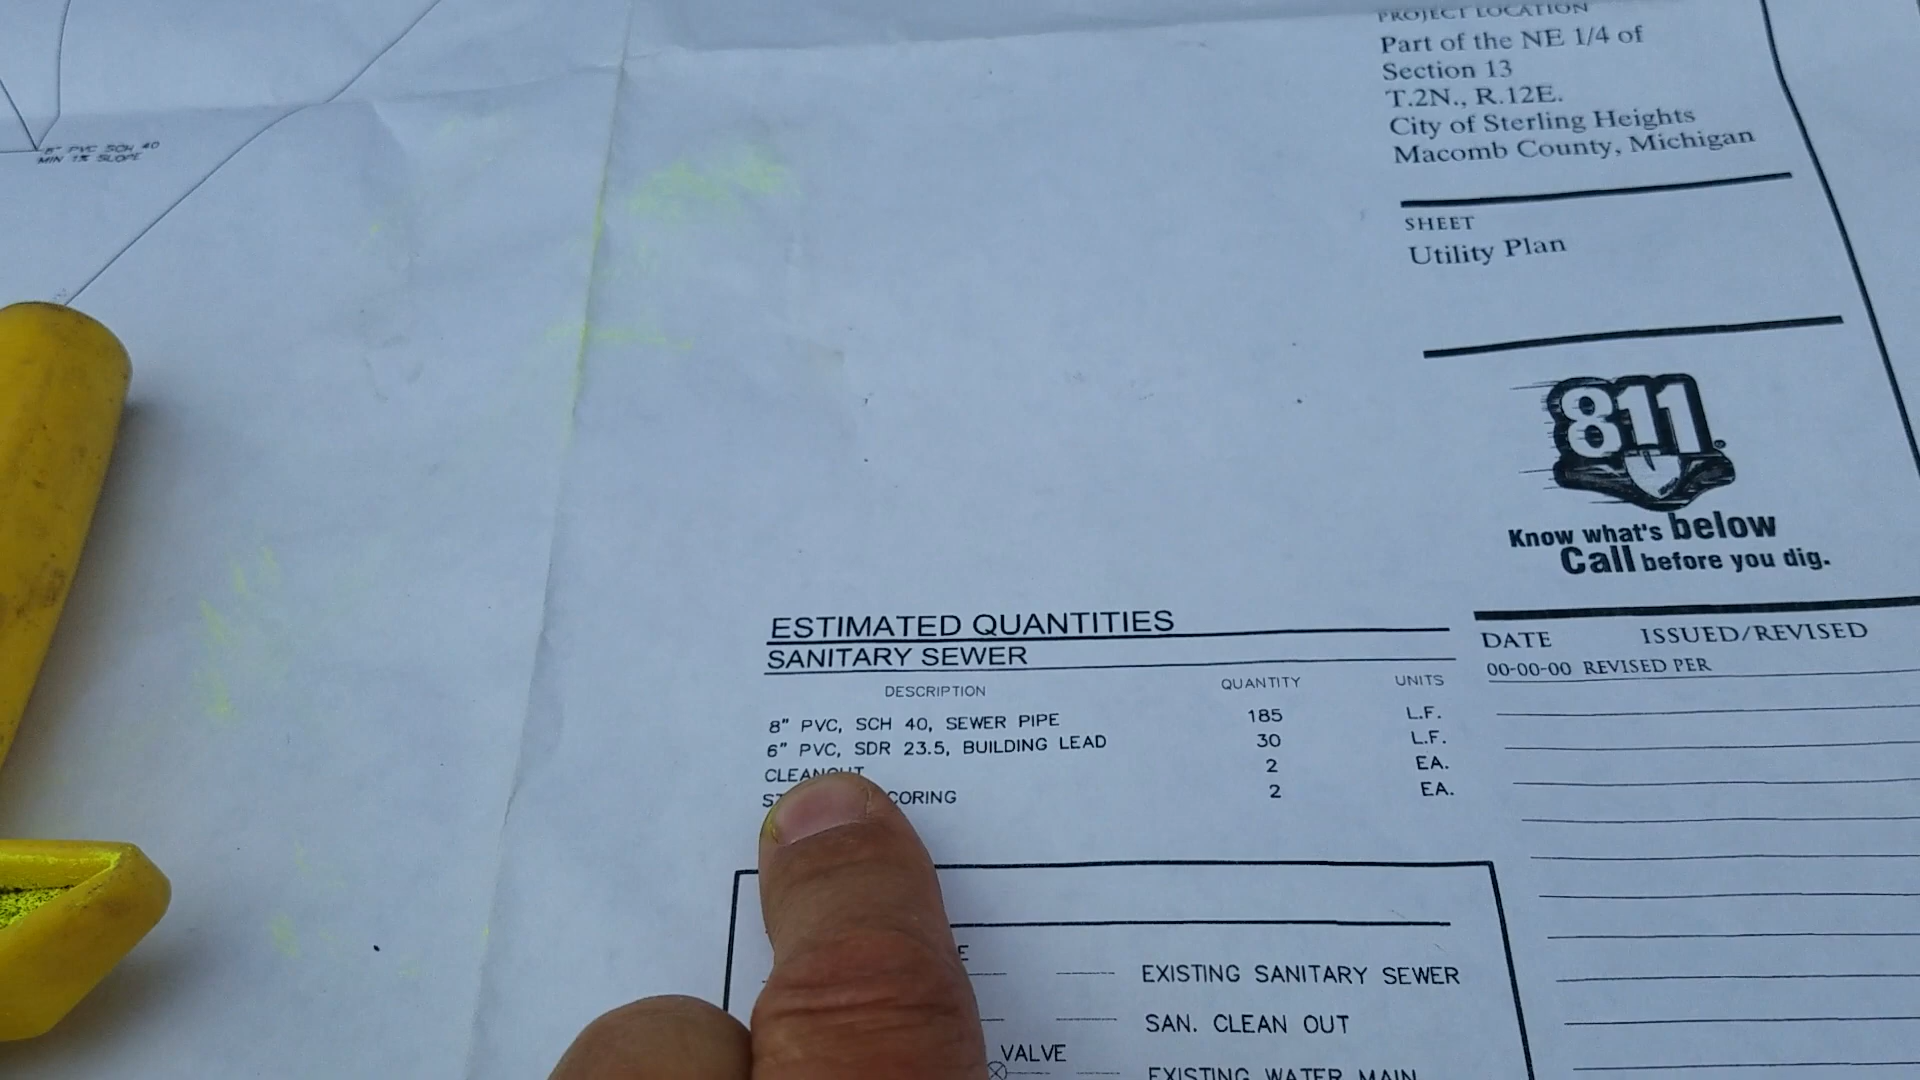 PROJECT LOCATION
Part of the NE 1/4 of
Section 13
T.2N., R.12E.
City of Sterling Heights
Macomb County, Michigan
8" PVC SCH 40
MIN 1% SLOPE
SHEET
Utility Plan
811
Know what's below
Call before you dig.
ESTIMATED QUANTITIES
SANITARY SEWER
DESCRIPTION QUANTITY UNITS
8" PVC, SCH 40, SEWER PIPE 185 L.F.
6" PVC, SDR 23.5, BUILDING LEAD 30 L.F.
CLEANOUT 2 EA.
CORING 2 EA.
DATE ISSUED/REVISED
00-00-00 REVISED PER
EXISTING SANITARY SEWER
SAN. CLEAN OUT
VALVE
EXISTING WATER MAIN